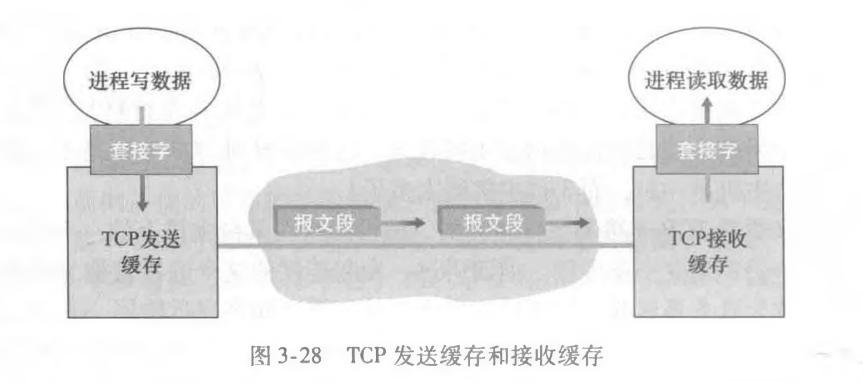 进程写数据
进程读取数据
套接字
套接字
TCP发送
缓存
报文段
报文段
TCP接收
缓存
图 3-28 TCP 发送缓存和接收缓存